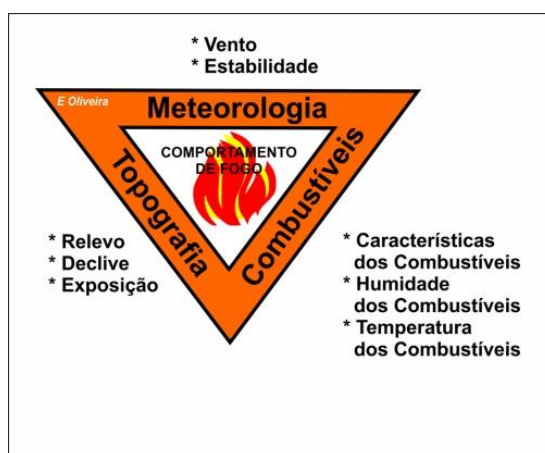 * Vento
* Estabilidade
E Oliveira
Meteorologia
COMPORTAMENTO
DE FOGO
Topografia
Combustíveis
* Relevo
* Declive
* Exposição
* Características
dos Combustíveis
* Humidade
dos Combustíveis
* Temperatura
dos Combustíveis